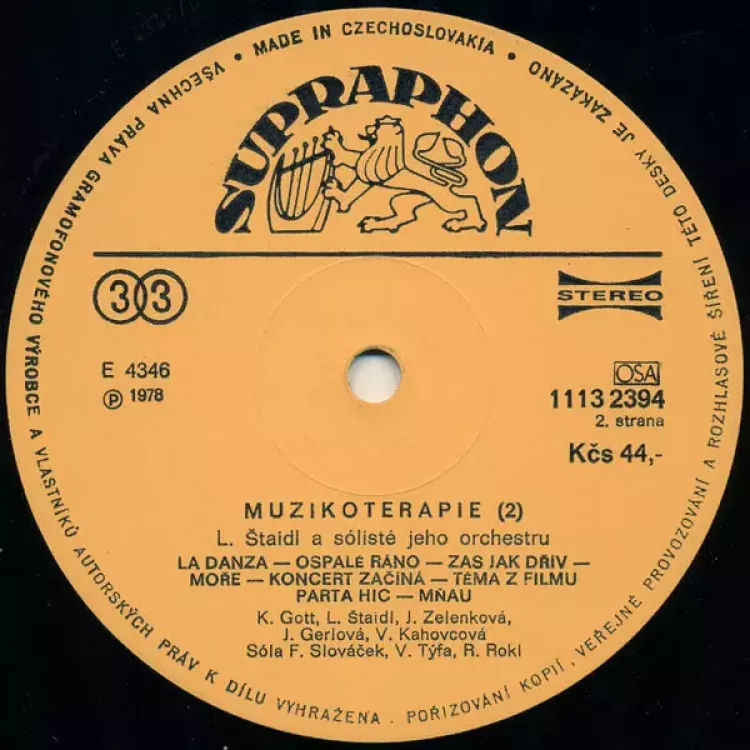 MADE IN CZECHOSLOVAKIA • VŠECHNA PRÁVA GRAMOFONOVÉHO VÝROBCE A VLASTNÍKŮ AUTORSKÝCH PRÁV K DÍLU VYHRAŽENA. POŘIZOVÁNÍ KOPIÍ, VEŘEJNÉ PROVOZOVÁNÍ A ROZHLASOVÉ ŠÍŘENÍ TÉTO DESKY JE ZAKÁZÁNO •
SUPRAPHON
33
STEREO
E 4346
Ⓟ 1978
OSA
1113 2394
2. strana
Kčs 44,-
MUZIKOTERAPIE (2)
L. Štaidl a sólisté jeho orchestru
LA DANZA — OSPALÉ RÁNO — ZAS JAK DŘÍV —
MOŘE — KONCERT ZAČÍNÁ — TÉMA Z FILMU
PARTA HIC — MŇAU
K. Gott, L. Štaidl, J. Zelenková,
J. Gerlová, V. Kahovcová
Sóla F. Slováček, V. Týfa, R. Rokl